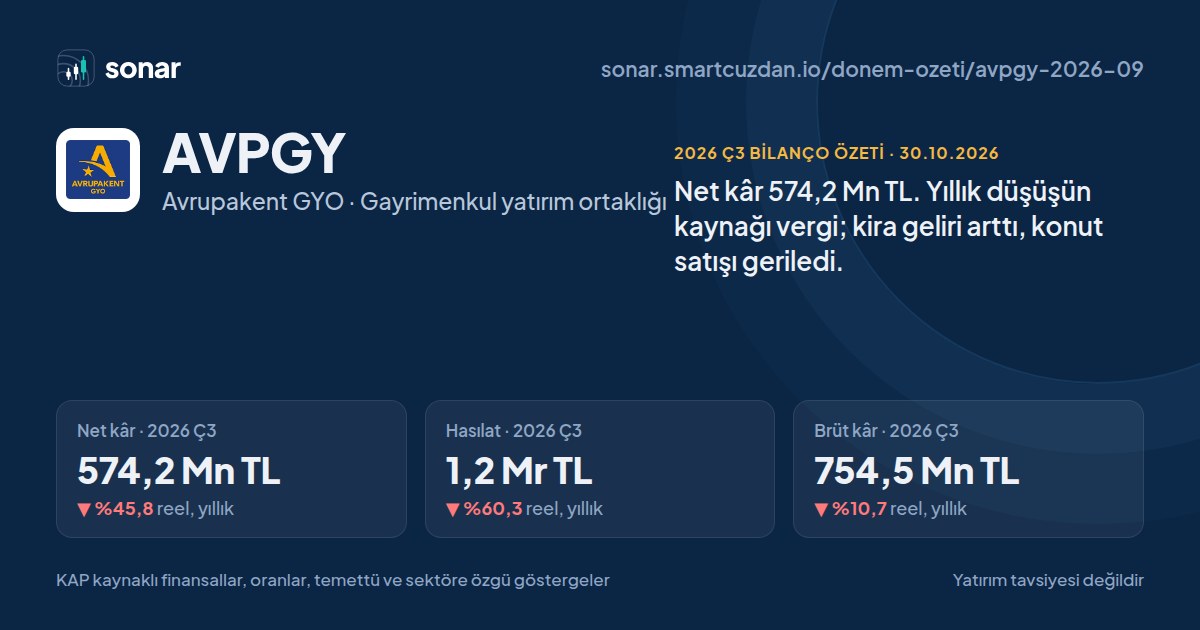 sonar
sonar.smartcuzdan.io/donem-ozeti/avpgy-2026-09
AVRUPAKENT
GYO
AVPGY
Avrupakent GYO · Gayrimenkul yatırım ortaklığı
2026 Ç3 BİLANÇO ÖZETİ · 30.10.2026
Net kâr 574,2 Mn TL. Yıllık düşüşün
kaynağı vergi; kira geliri arttı, konut
satışı geriledi.
Net kâr · 2026 Ç3
574,2 Mn TL
▼ %45,8 reel, yıllık
Hasılat · 2026 Ç3
1,2 Mr TL
▼ %60,3 reel, yıllık
Brüt kâr · 2026 Ç3
754,5 Mn TL
▼ %10,7 reel, yıllık
KAP kaynaklı finansallar, oranlar, temettü ve sektöre özgü göstergeler
Yatırım tavsiyesi değildir